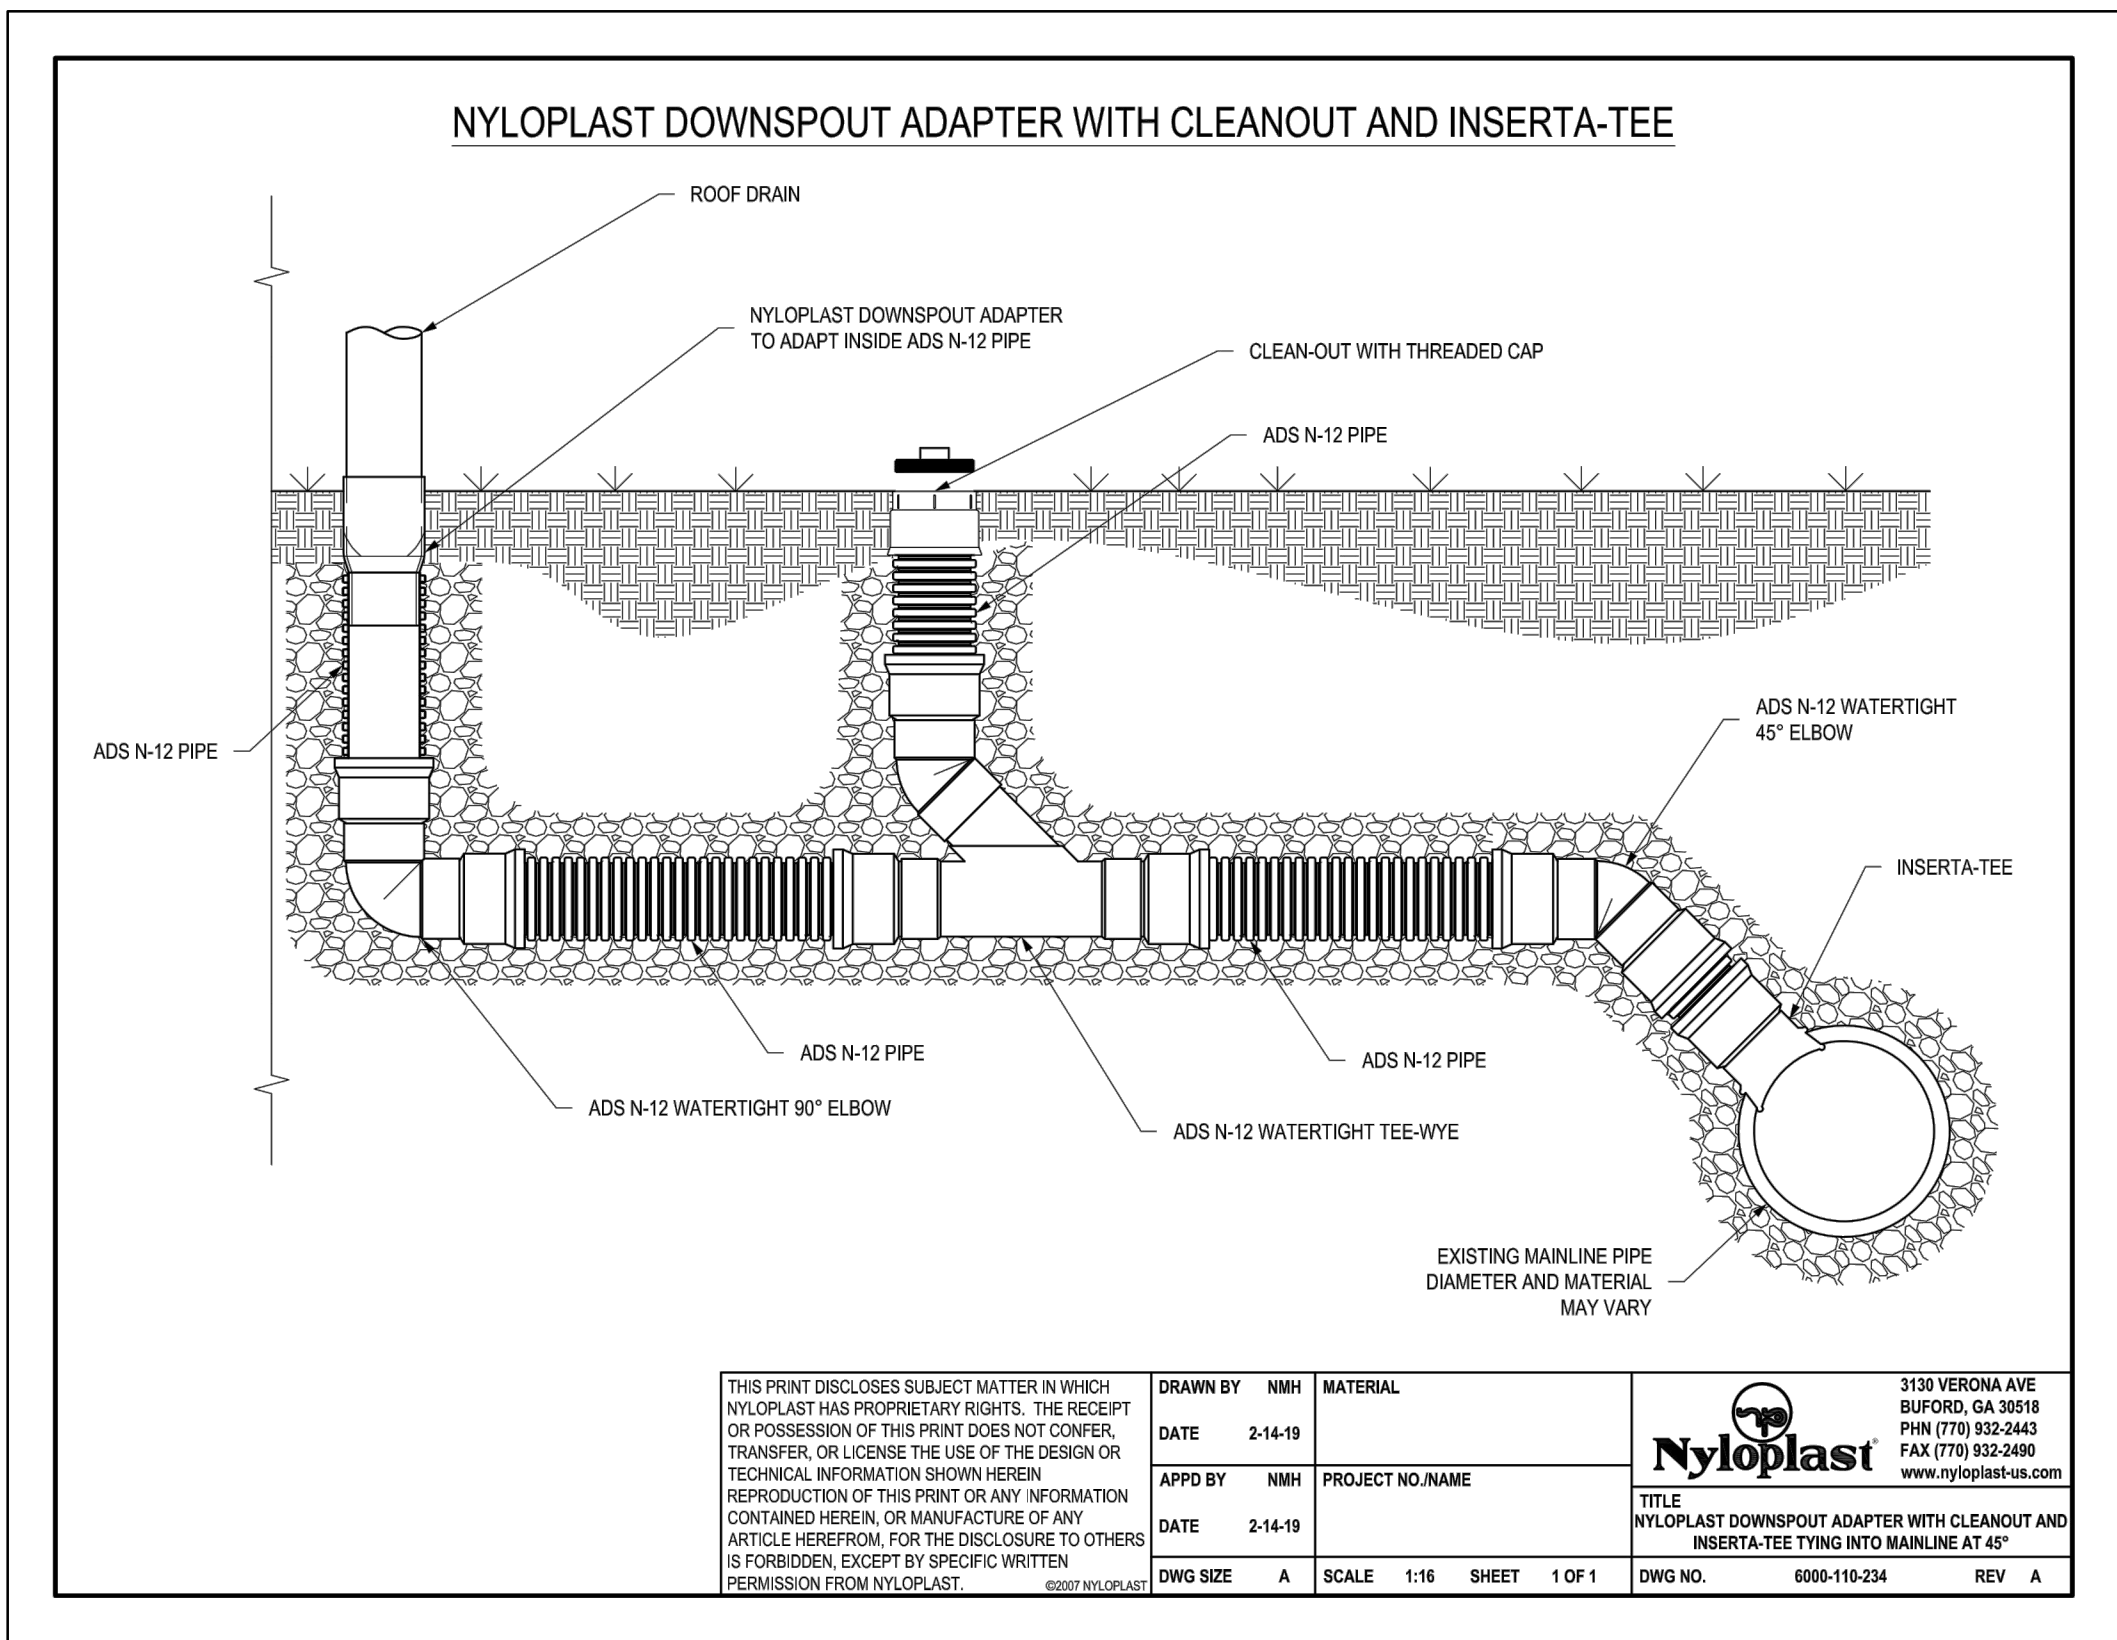 NYLOPLAST DOWNSPOUT ADAPTER WITH CLEANOUT AND INSERTA-TEE
ROOF DRAIN
NYLOPLAST DOWNSPOUT ADAPTER
TO ADAPT INSIDE ADS N-12 PIPE
CLEAN-OUT WITH THREADED CAP
ADS N-12 PIPE
ADS N-12 WATERTIGHT
45° ELBOW
ADS N-12 PIPE
INSERTA-TEE
ADS N-12 PIPE
ADS N-12 PIPE
ADS N-12 WATERTIGHT 90° ELBOW
ADS N-12 WATERTIGHT TEE-WYE
EXISTING MAINLINE PIPE
DIAMETER AND MATERIAL
MAY VARY
THIS PRINT DISCLOSES SUBJECT MATTER IN WHICH
NYLOPLAST HAS PROPRIETARY RIGHTS. THE RECEIPT
OR POSSESSION OF THIS PRINT DOES NOT CONFER,
TRANSFER, OR LICENSE THE USE OF THE DESIGN OR
TECHNICAL INFORMATION SHOWN HEREIN
REPRODUCTION OF THIS PRINT OR ANY INFORMATION
CONTAINED HEREIN, OR MANUFACTURE OF ANY
ARTICLE HEREFROM, FOR THE DISCLOSURE TO OTHERS
IS FORBIDDEN, EXCEPT BY SPECIFIC WRITTEN
PERMISSION FROM NYLOPLAST.
©2007 NYLOPLAST
DRAWN BY NMH
DATE 2-14-19
APPD BY NMH
DATE 2-14-19
DWG SIZE A
MATERIAL
PROJECT NO./NAME
SCALE 1:16 SHEET 1 OF 1
Nyloplast®
3130 VERONA AVE
BUFORD, GA 30518
PHN (770) 932-2443
FAX (770) 932-2490
www.nyloplast-us.com
TITLE
NYLOPLAST DOWNSPOUT ADAPTER WITH CLEANOUT AND
INSERTA-TEE TYING INTO MAINLINE AT 45°
DWG NO. 6000-110-234 REV A